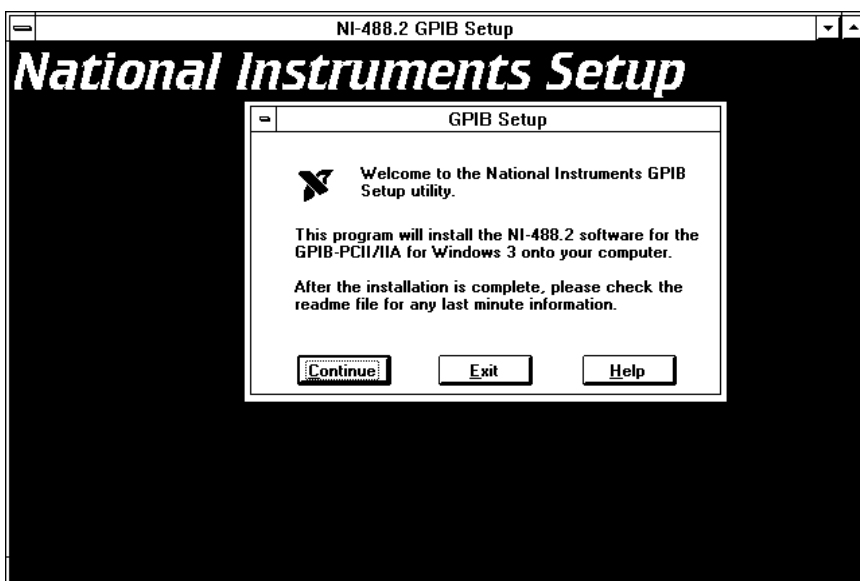 NI-488.2 GPIB Setup
National Instruments Setup
GPIB Setup
Welcome to the National Instruments GPIB
Setup utility.
This program will install the NI-488.2 software for the
GPIB-PCII/IIA for Windows 3 onto your computer.
After the installation is complete, please check the
readme file for any last minute information.
Continue Exit Help